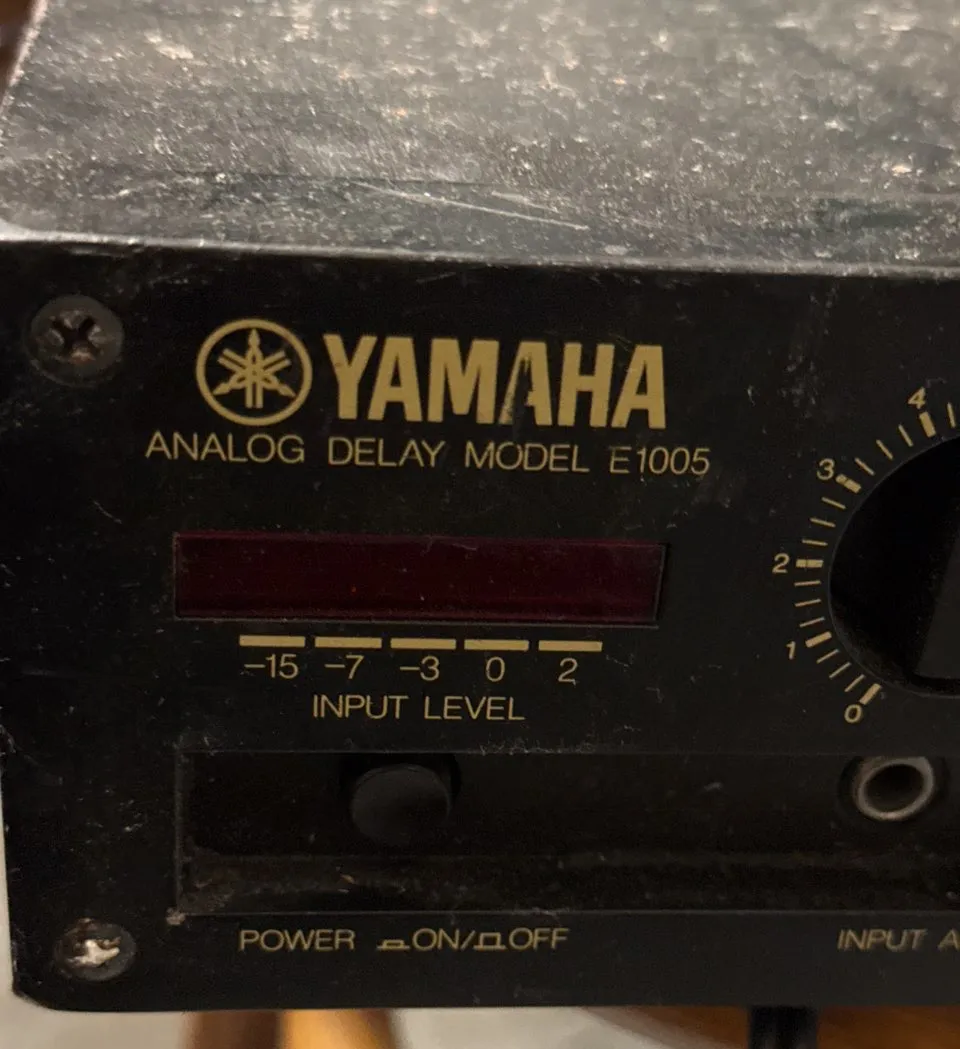 YAMAHA
ANALOG DELAY MODEL E1005
4
3
2
1
0
–15 –7 –3 0 2
INPUT LEVEL
POWER ON/OFF
INPUT A